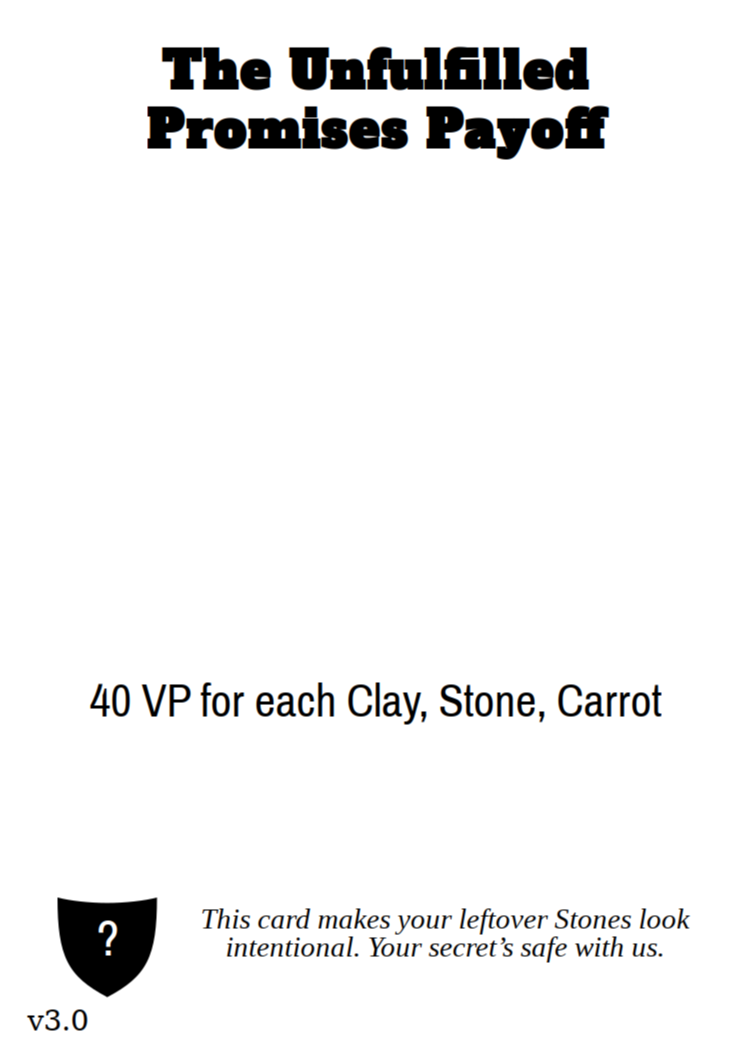 The Unfulfilled
Promises Payoff
40 VP for each Clay, Stone, Carrot
?
This card makes your leftover Stones look
intentional. Your secret’s safe with us.
v3.0